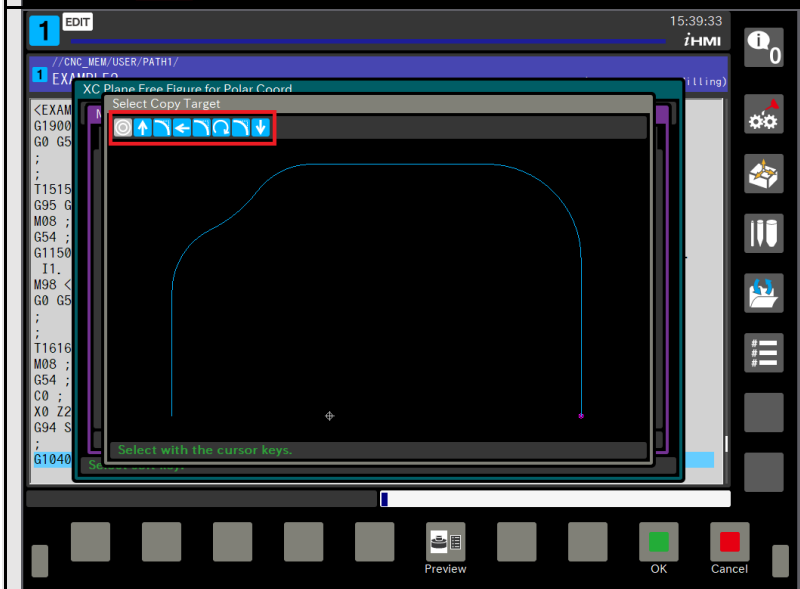 1 EDIT 15:39:33
iHMI
0
//CNC_MEM/USER/PATH1/
1 illing)
XC Plane Free Figure for Polar Coord
Select Copy Target
<EXAM
G1900
G0 G5
;
;
T1515
G95 G
M08 ;
G54 ;
G1150
I1.
M98 <
G0 G5
;
;
T1616
M08 ;
G54 ;
C0 ;
X0 Z2
G94 S
;
G1040
Select with the cursor keys.
Preview
OK
Cancel